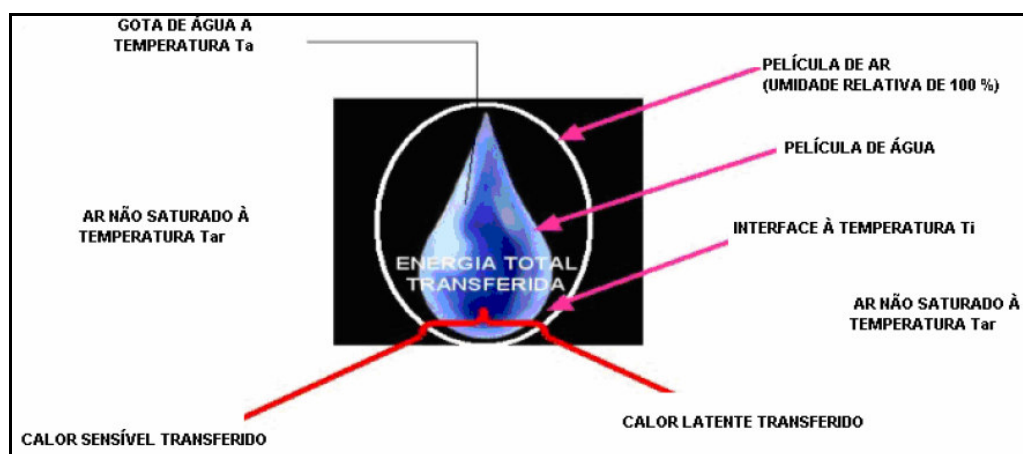 GOTA DE ÁGUA A
TEMPERATURA Ta
PELÍCULA DE AR
(UMIDADE RELATIVA DE 100 %)
PELÍCULA DE ÁGUA
AR NÃO SATURADO À
TEMPERATURA Tar
INTERFACE À TEMPERATURA Ti
ENERGIA TOTAL
TRANSFERIDA
AR NÃO SATURADO À
TEMPERATURA Tar
CALOR SENSÍVEL TRANSFERIDO
CALOR LATENTE TRANSFERIDO